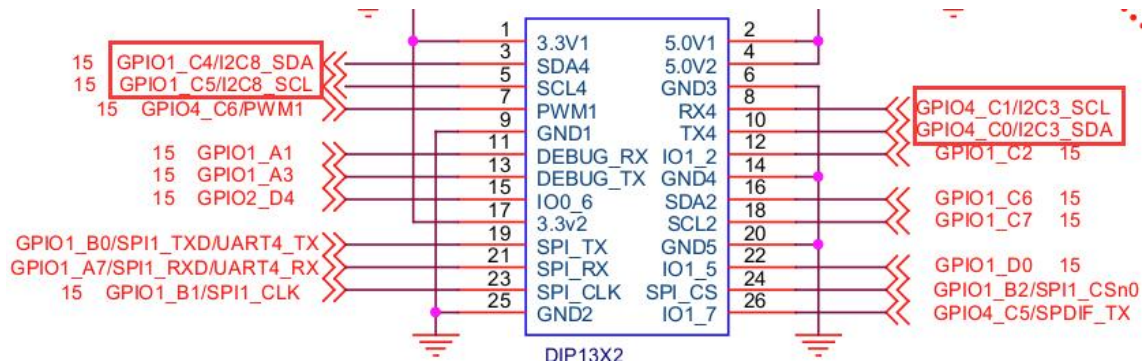 1 3.3V1 5.0V1 2
15 GPIO1_C4/I2C8_SDA 3 SDA4 5.0V2 4
15 GPIO1_C5/I2C8_SCL 5 SCL4 GND3 6
15 GPIO4_C6/PWM1 7 PWM1 RX4 8 GPIO4_C1/I2C3_SCL
9 GND1 TX4 10 GPIO4_C0/I2C3_SDA
15 GPIO1_A1 11 DEBUG_RX IO1_2 12 GPIO1_C2 15
15 GPIO1_A3 13 DEBUG_TX GND4 14
15 GPIO2_D4 15 IO0_6 SDA2 16 GPIO1_C6 15
17 3.3v2 SCL2 18 GPIO1_C7 15
GPIO1_B0/SPI1_TXD/UART4_TX 19 SPI_TX GND5 20
GPIO1_A7/SPI1_RXD/UART4_RX 21 SPI_RX IO1_5 22 GPIO1_D0 15
15 GPIO1_B1/SPI1_CLK 23 SPI_CLK SPI_CS 24 GPIO1_B2/SPI1_CSn0
25 GND2 IO1_7 26 GPIO4_C5/SPDIF_TX
DIP13X2